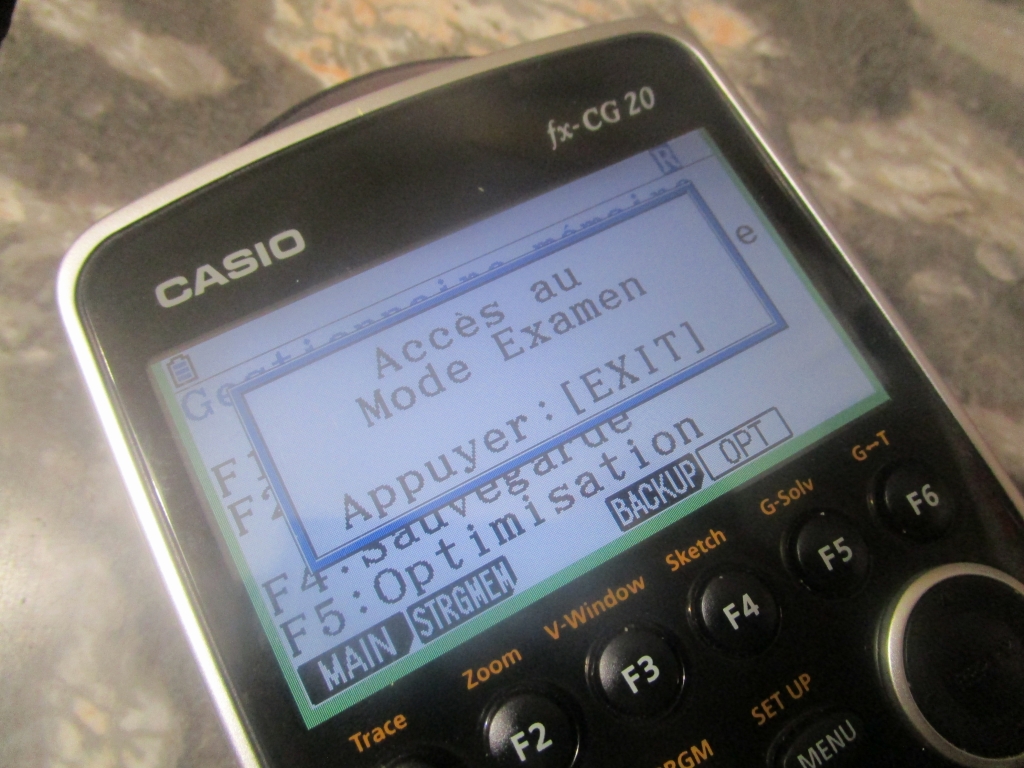 fx-CG 20
CASIO
R
Accès au
Mode Examen
Appuyer:[EXIT]
e
F4:Sauvegarde
F5:Optimisation
MAIN STRGMEM BACKUP OPT
Trace Zoom V-Window Sketch G-Solv G↔T
F2 F3 F4 F5 F6
SET UP
MENU